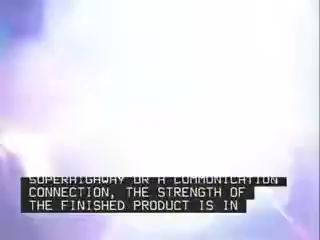 SUPERHIGHWAY OR A COMMUNICATION
CONNECTION, THE STRENGTH OF
THE FINISHED PRODUCT IS IN